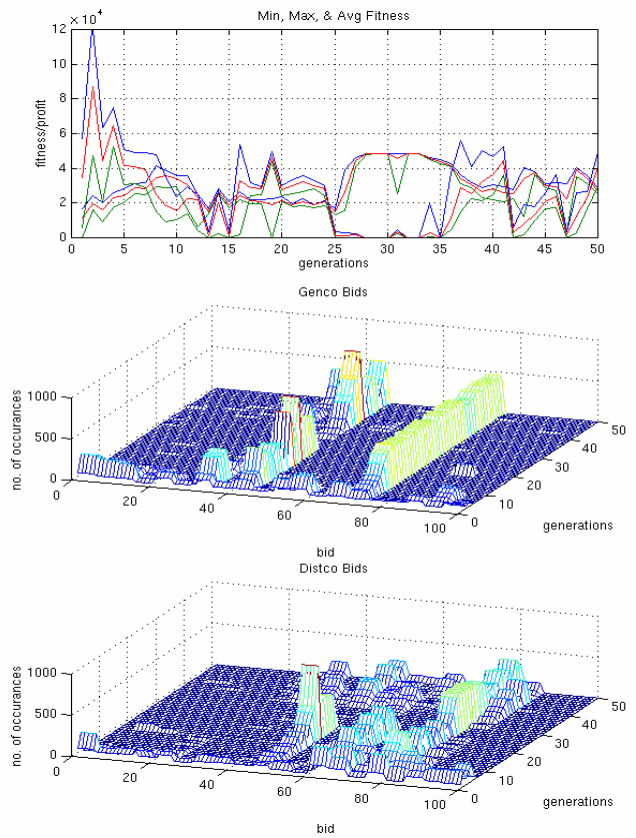 Min, Max, & Avg Fitness
× 10^4
12
10
8
6
4
2
0
fitness/profit
0 5 10 15 20 25 30 35 40 45 50
generations
Genco Bids
1000
500
0
no. of occurances
0 20 40 60 80 100
bid
0 10 20 30 40 50
generations
Distco Bids
1000
500
0
no. of occurances
0 20 40 60 80 100
bid
0 10 20 30 40 50
generations